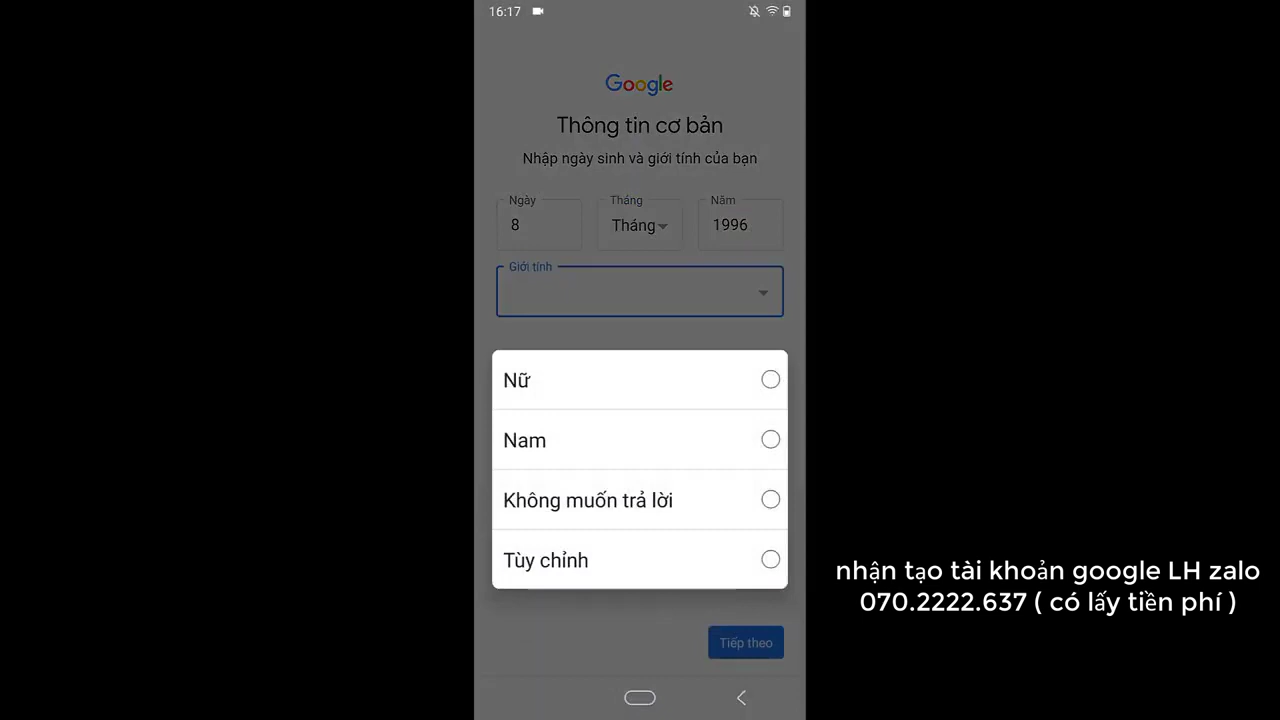 16:17
Google
Thông tin cơ bản
Nhập ngày sinh và giới tính của bạn
Ngày Tháng Năm
8 Tháng 1996
Giới tính
Nữ
Nam
Không muốn trả lời
Tùy chỉnh
nhận tạo tài khoản google LH zalo
070.2222.637 ( có lấy tiền phí )
Tiếp theo